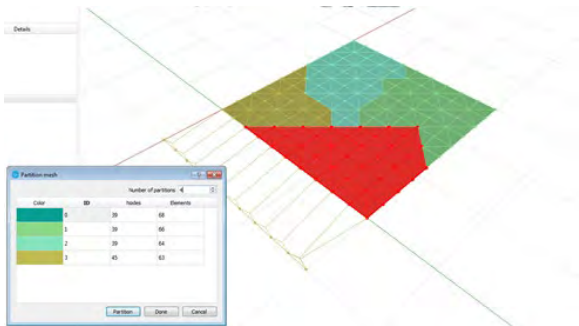 Details
Partition mesh
Number of partitions 4
Color ID Nodes Elements
0 39 68
1 39 66
2 39 64
3 45 63
Partition Done Cancel